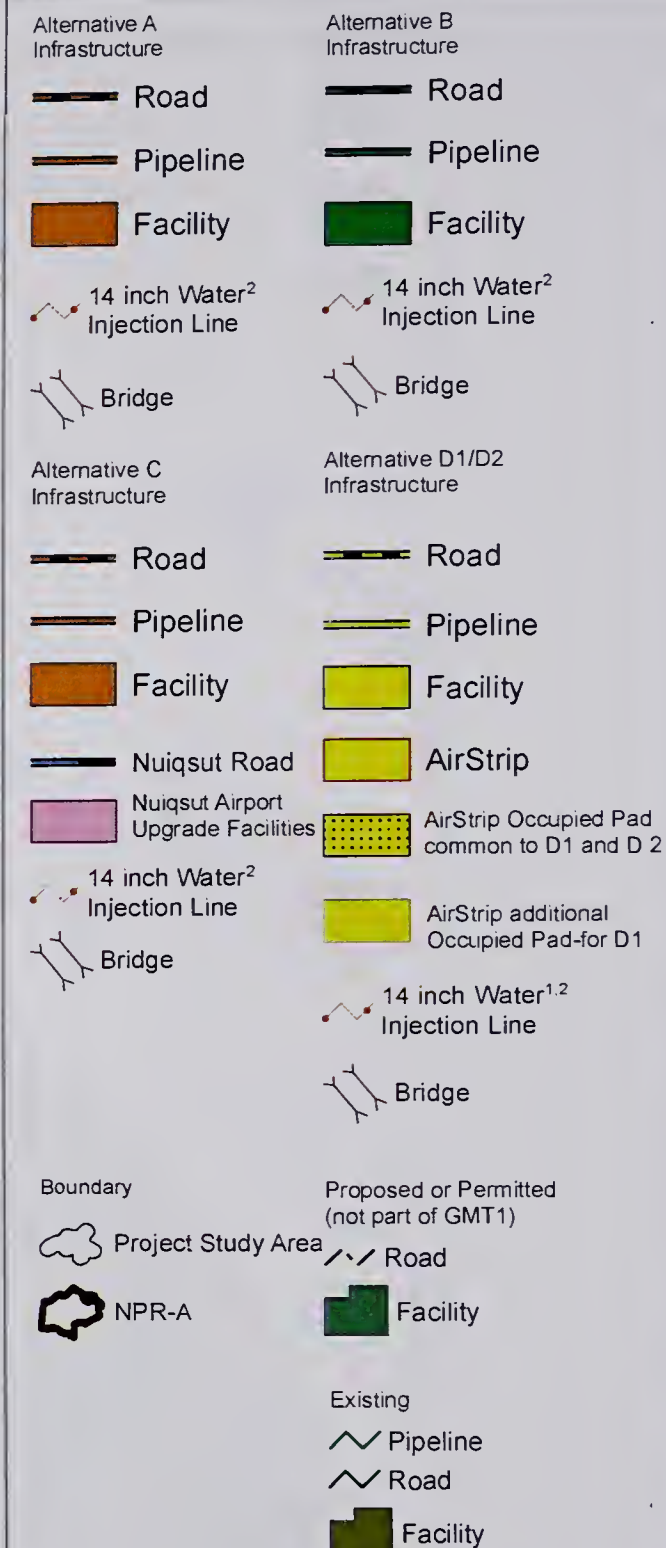 Alternative A
Infrastructure
Road
Pipeline
Facility
14 inch Water2
Injection Line
Bridge
Alternative B
Infrastructure
Road
Pipeline
Facility
14 inch Water2
Injection Line
Bridge
Alternative C
Infrastructure
Road
Pipeline
Facility
Nuiqsut Road
Nuiqsut Airport
Upgrade Facilities
14 inch Water2
Injection Line
Bridge
Alternative D1/D2
Infrastructure
Road
Pipeline
Facility
AirStrip
AirStrip Occupied Pad
common to D1 and D 2
AirStrip additional
Occupied Pad-for D1
14 inch Water1,2
Injection Line
Bridge
Boundary
Project Study Area
NPR-A
Proposed or Permitted
(not part of GMT1)
Road
Facility
Existing
Pipeline
Road
Facility